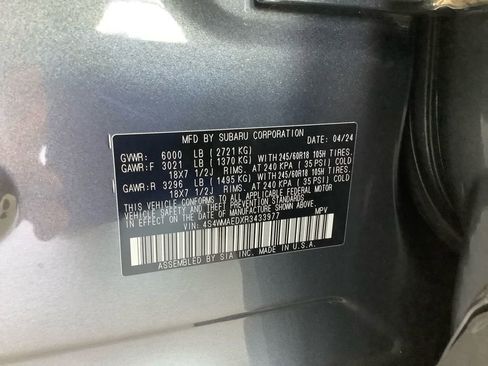 MFD BY SUBARU CORPORATION DATE: 04/24
GVWR: 6000 LB ( 2721 KG)
GAWR:F 3021 LB ( 1370 KG) WITH 245/60R18 105H TIRES.
18X7 1/2J RIMS. AT 240 KPA ( 35 PSI) COLD
GAWR:R 3296 LB ( 1495 KG) WITH 245/60R18 105H TIRES.
18X7 1/2J RIMS. AT 240 KPA ( 35 PSI) COLD
THIS VEHICLE CONFORMS TO ALL APPLICABLE FEDERAL MOTOR
VEHICLE SAFETY AND THEFT PREVENTION STANDARDS
IN EFFECT ON THE DATE OF MANUFACTURE SHOWN ABOVE.
VIN: 4S4WMAEDXR3433977 MPV
ASSEMBLED BY SIA INC. MADE IN U.S.A.